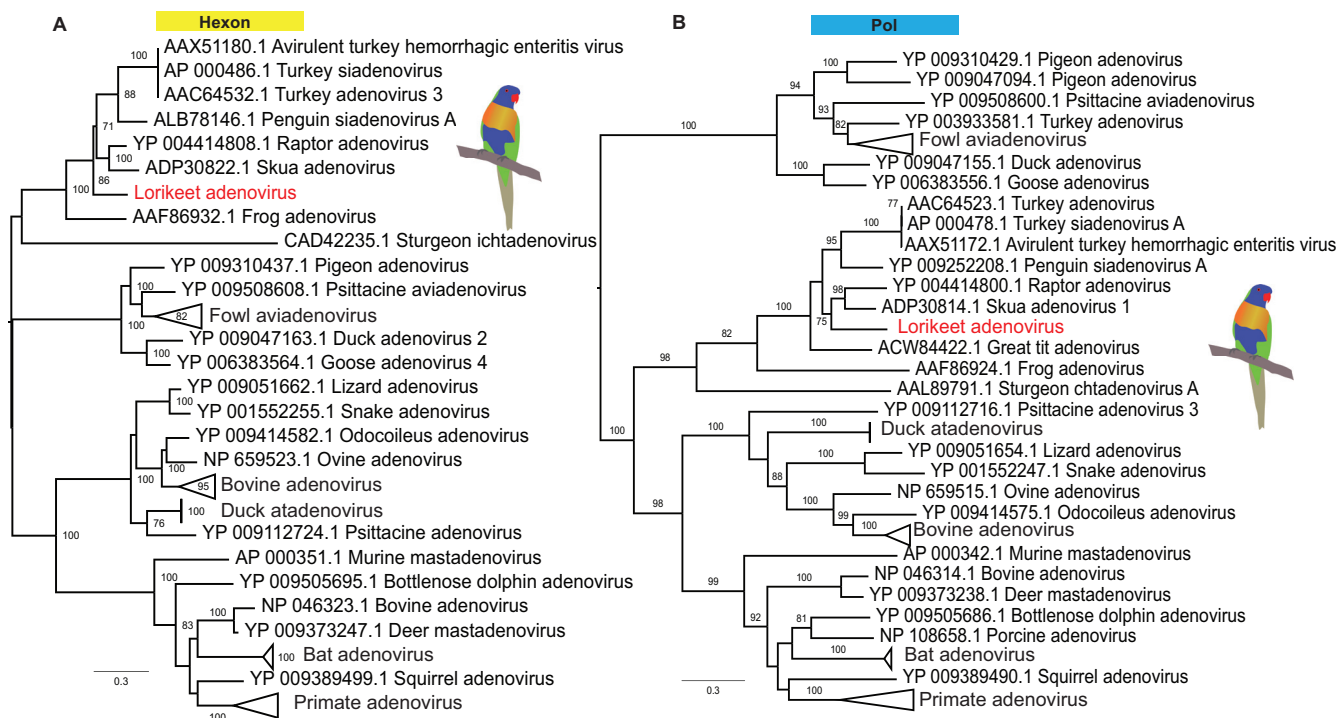 A
Hexon
AAX51180.1 Avirulent turkey hemorrhagic enteritis virus
100
AP 000486.1 Turkey siadenovirus
AAC64532.1 Turkey adenovirus 3
88
ALB78146.1 Penguin siadenovirus A
71
YP 004414808.1 Raptor adenovirus
100
ADP30822.1 Skua adenovirus
100
86
Lorikeet adenovirus
AAF86932.1 Frog adenovirus
CAD42235.1 Sturgeon ichtadenovirus
YP 009310437.1 Pigeon adenovirus
YP 009508608.1 Psittacine aviadenovirus
82
Fowl aviadenovirus
100
YP 009047163.1 Duck adenovirus 2
100
YP 006383564.1 Goose adenovirus 4
YP 009051662.1 Lizard adenovirus
100
YP 001552255.1 Snake adenovirus
YP 009414582.1 Odocoileus adenovirus
NP 659523.1 Ovine adenovirus
100
100
95
Bovine adenovirus
100
Duck atadenovirus
76
YP 009112724.1 Psittacine adenovirus
100
AP 000351.1 Murine mastadenovirus
100
YP 009505695.1 Bottlenose dolphin adenovirus
NP 046323.1 Bovine adenovirus
100
83
YP 009373247.1 Deer mastadenovirus
100
Bat adenovirus
YP 009389499.1 Squirrel adenovirus
0.3
Primate adenovirus
100
B
Pol
YP 009310429.1 Pigeon adenovirus
100
YP 009047094.1 Pigeon adenovirus
94
YP 009508600.1 Psittacine aviadenovirus
93
YP 003933581.1 Turkey adenovirus
82
Fowl aviadenovirus
100
YP 009047155.1 Duck adenovirus
100
YP 006383556.1 Goose adenovirus
77
AAC64523.1 Turkey adenovirus
100
AP 000478.1 Turkey siadenovirus A
AAX51172.1 Avirulent turkey hemorrhagic enteritis virus
95
YP 009252208.1 Penguin siadenovirus A
YP 004414800.1 Raptor adenovirus
98
ADP30814.1 Skua adenovirus 1
100
75
Lorikeet adenovirus
82
ACW84422.1 Great tit adenovirus
98
AAF86924.1 Frog adenovirus
AAL89791.1 Sturgeon chtadenovirus A
YP 009112716.1 Psittacine adenovirus 3
100
100
Duck atadenovirus
YP 009051654.1 Lizard adenovirus
88
YP 001552247.1 Snake adenovirus
NP 659515.1 Ovine adenovirus
100
98
YP 009414575.1 Odocoileus adenovirus
99
100
Bovine adenovirus
AP 000342.1 Murine mastadenovirus
99
NP 046314.1 Bovine adenovirus
100
YP 009373238.1 Deer mastadenovirus
92
YP 009505686.1 Bottlenose dolphin adenovirus
81
NP 108658.1 Porcine adenovirus
100
Bat adenovirus
YP 009389490.1 Squirrel adenovirus
0.3
100
Primate adenovirus